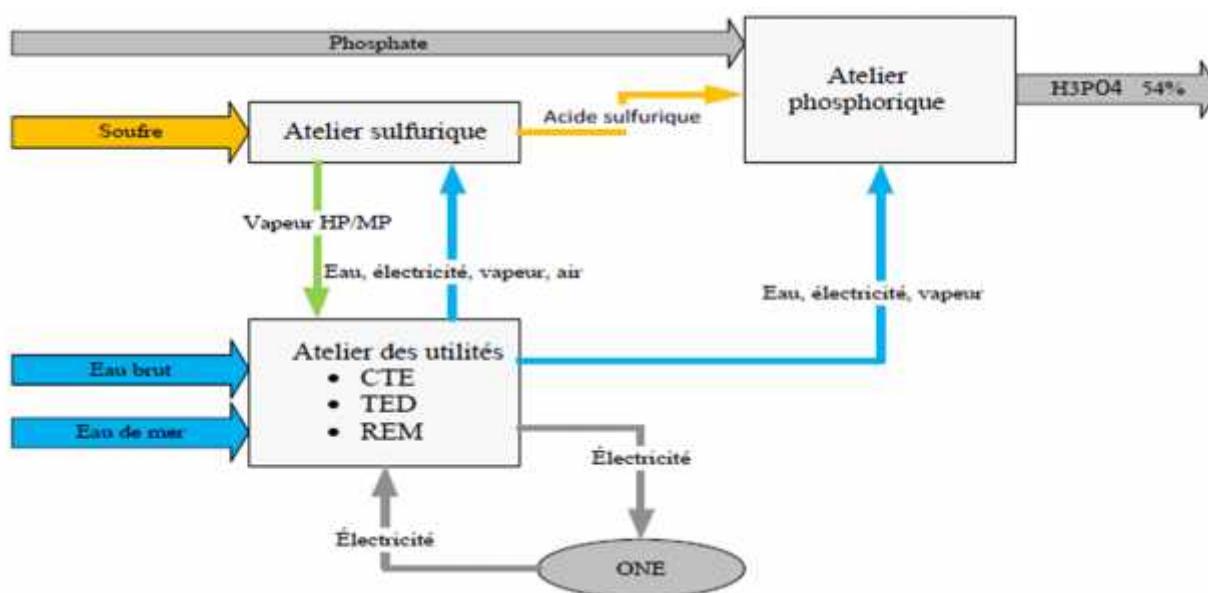 Phosphate
Atelier
phosphorique
H3PO4 54%
Soufre
Atelier sulfurique
Acide sulfurique
Vapeur HP/MP
Eau, électricité, vapeur, air
Eau, électricité, vapeur
Atelier des utilités
• CTE
• TED
• REM
Eau brut
Eau de mer
Électricité
Électricité
ONE